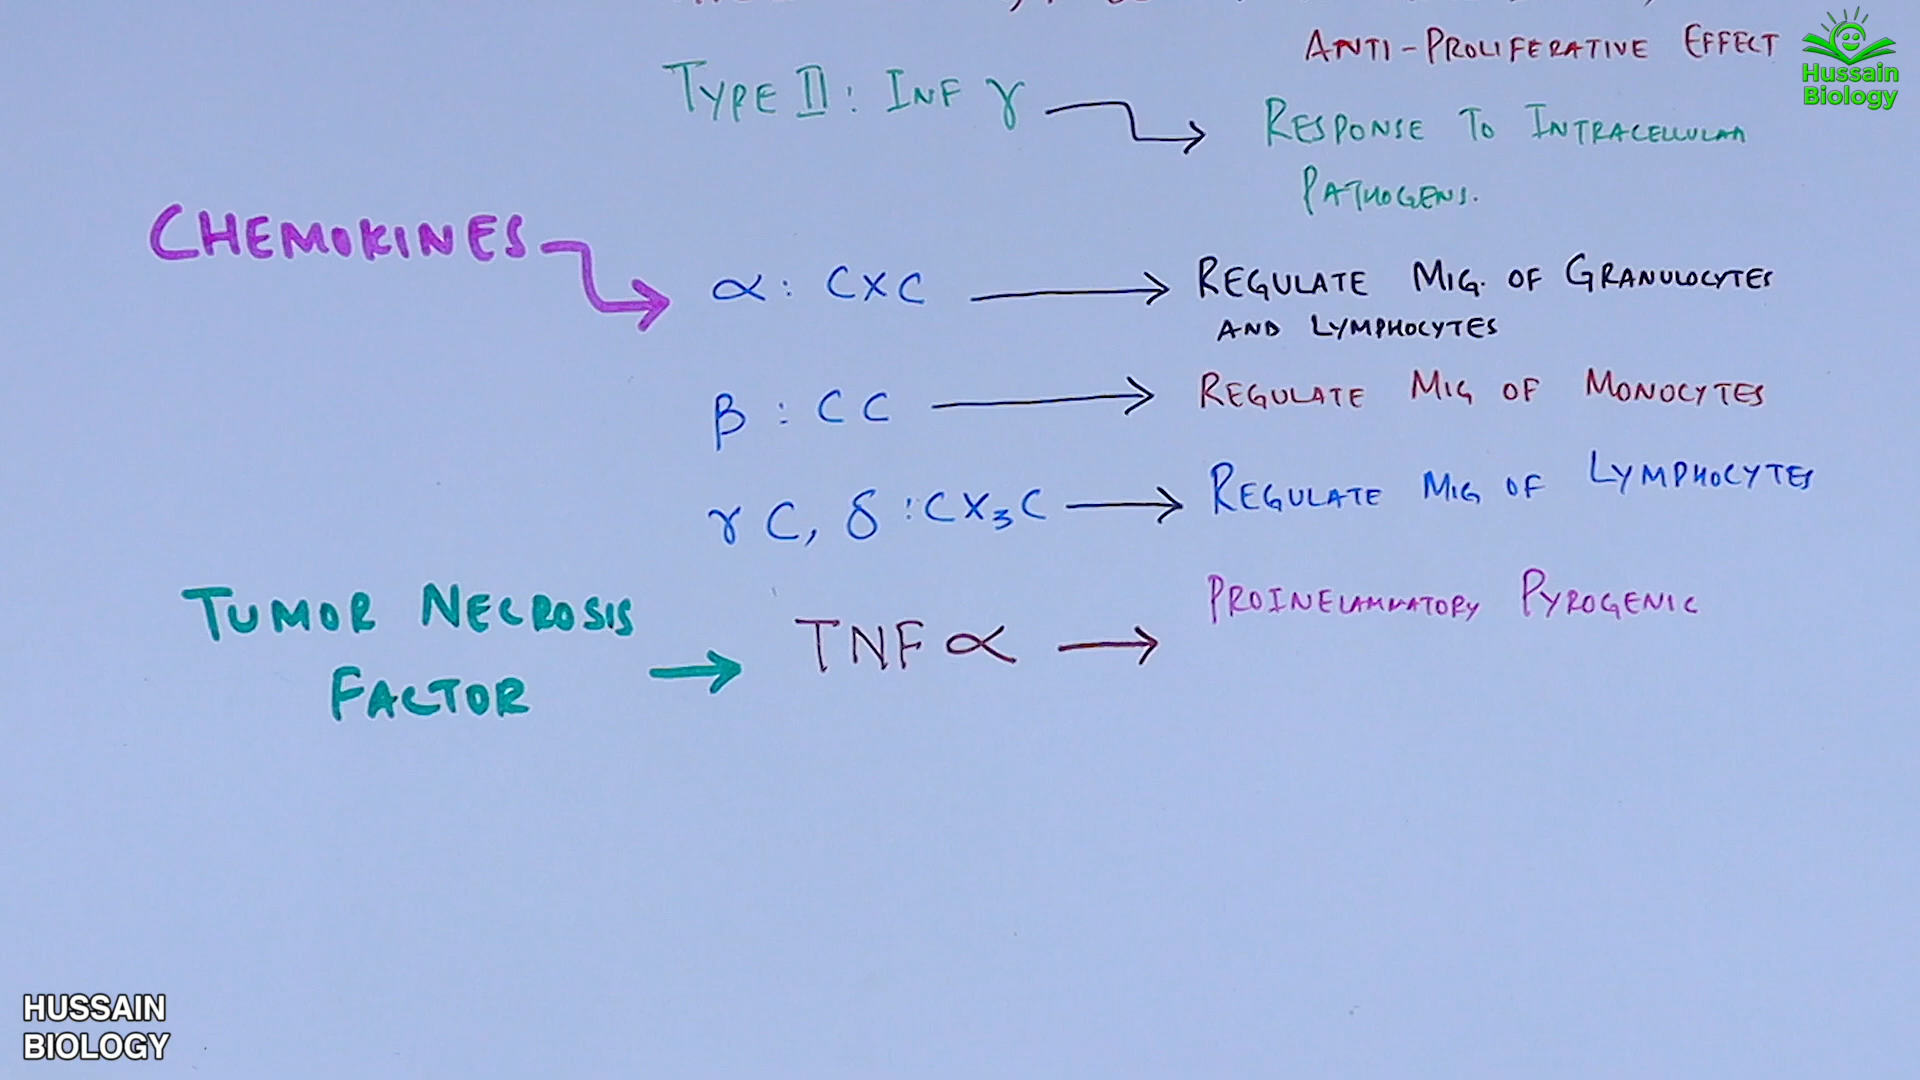 ANTI-PROLIFERATIVE EFFECT
TYPE II: INF γ
RESPONSE TO INTRACELLULAR
PATHOGENS.
CHEMOKINES
α: CXC
REGULATE MIG. OF GRANULOCYTES
AND LYMPHOCYTES
β: CC
REGULATE MIG OF MONOCYTES
γ C, δ: CX₃C
REGULATE MIG OF LYMPHOCYTES
TUMOR NECROSIS
FACTOR
TNF α
PROINFLAMMATORY PYROGENIC
Hussain
Biology
HUSSAIN
BIOLOGY